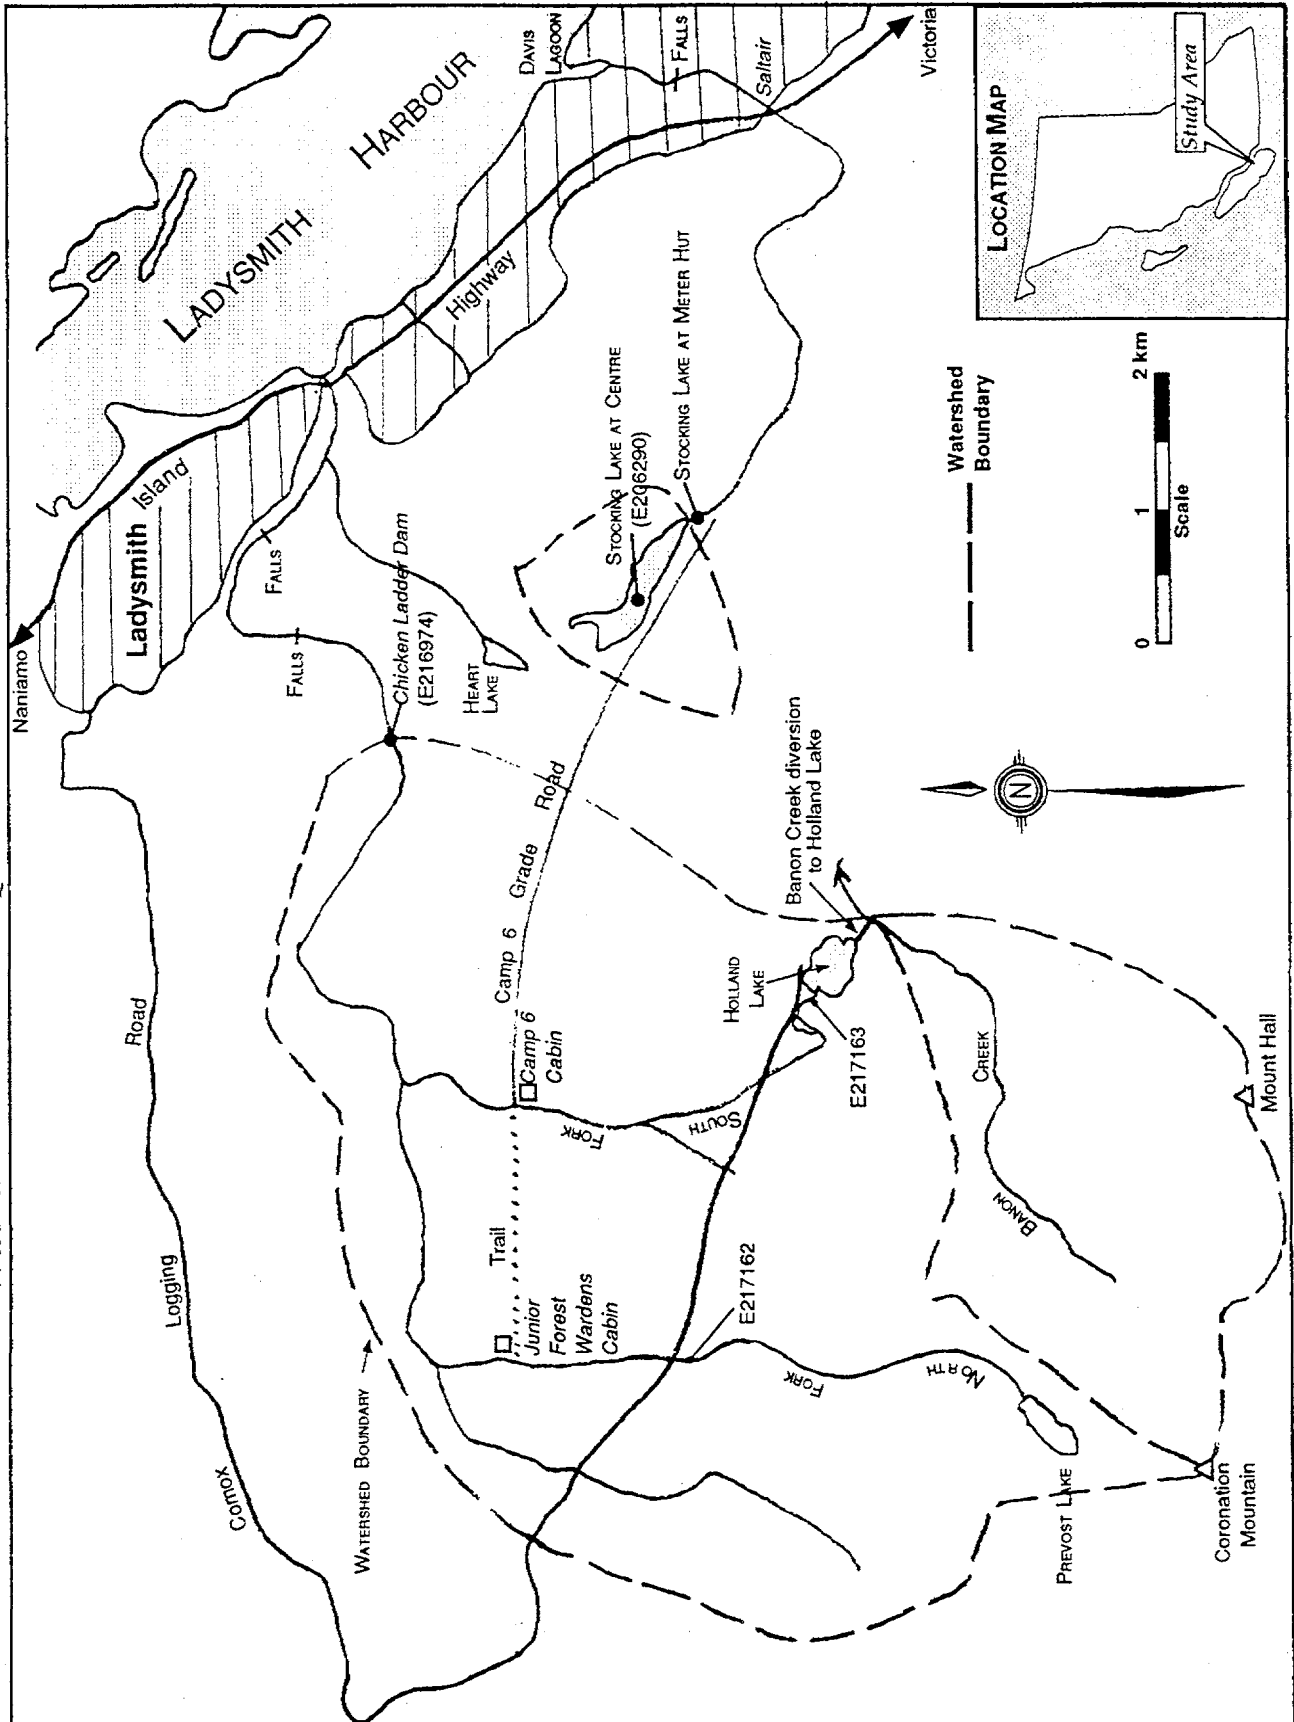 Naniamo
Ladysmith
Island
Highway
LADYSMITH
HARBOUR
DAVIS
LAGOON
FALLS
Saltair
Victoria
FALLS
FALLS
Chicken Ladder Dam
(E216974)
HEART
LAKE
STOCKING LAKE AT CENTRE
(E206290)
STOCKING LAKE AT METER HUT
Comox
Logging
Road
WATERSHED BOUNDARY
Camp 6
Grade
Road
Camp 6
Cabin
Trail
Junior
Forest
Wardens
Cabin
FORK
SOUTH
E217162
FORK
NORTH
PREVOST LAKE
HOLLAND
LAKE
E217163
Banon Creek diversion
to Holland Lake
BANON
CREEK
Mount Hall
Coronation
Mountain
N
Watershed
Boundary
0
1
2 km
Scale
LOCATION MAP
Study Area